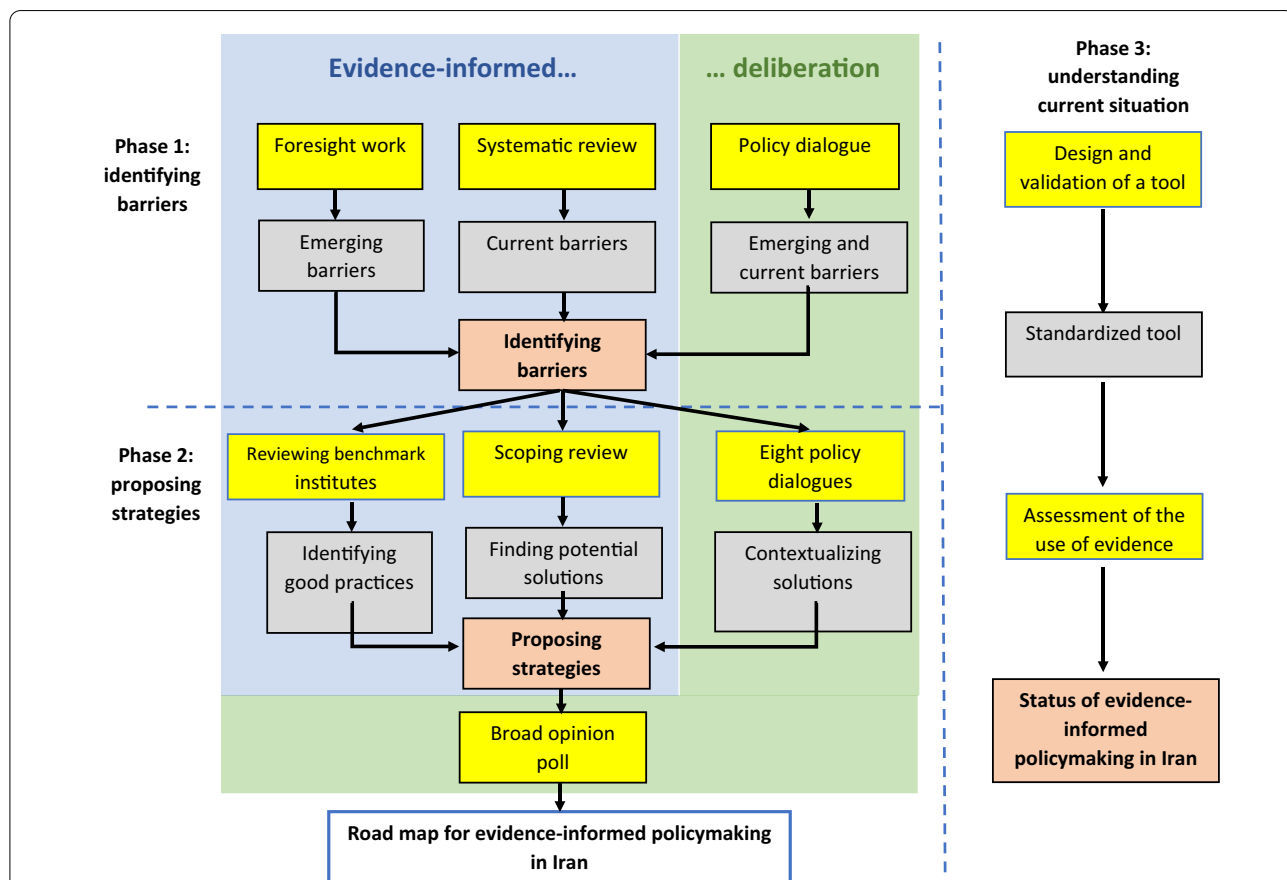 Evidence-informed…
… deliberation
Phase 1:
identifying
barriers
Foresight work
Systematic review
Policy dialogue
Emerging
barriers
Current barriers
Emerging and
current barriers
Identifying
barriers
Phase 2:
proposing
strategies
Reviewing benchmark
institutes
Scoping review
Eight policy
dialogues
Identifying
good practices
Finding potential
solutions
Contextualizing
solutions
Proposing
strategies
Broad opinion
poll
Road map for evidence-informed policymaking
in Iran
Phase 3:
understanding
current situation
Design and
validation of a tool
Standardized tool
Assessment of the
use of evidence
Status of evidence-
informed
policymaking in Iran